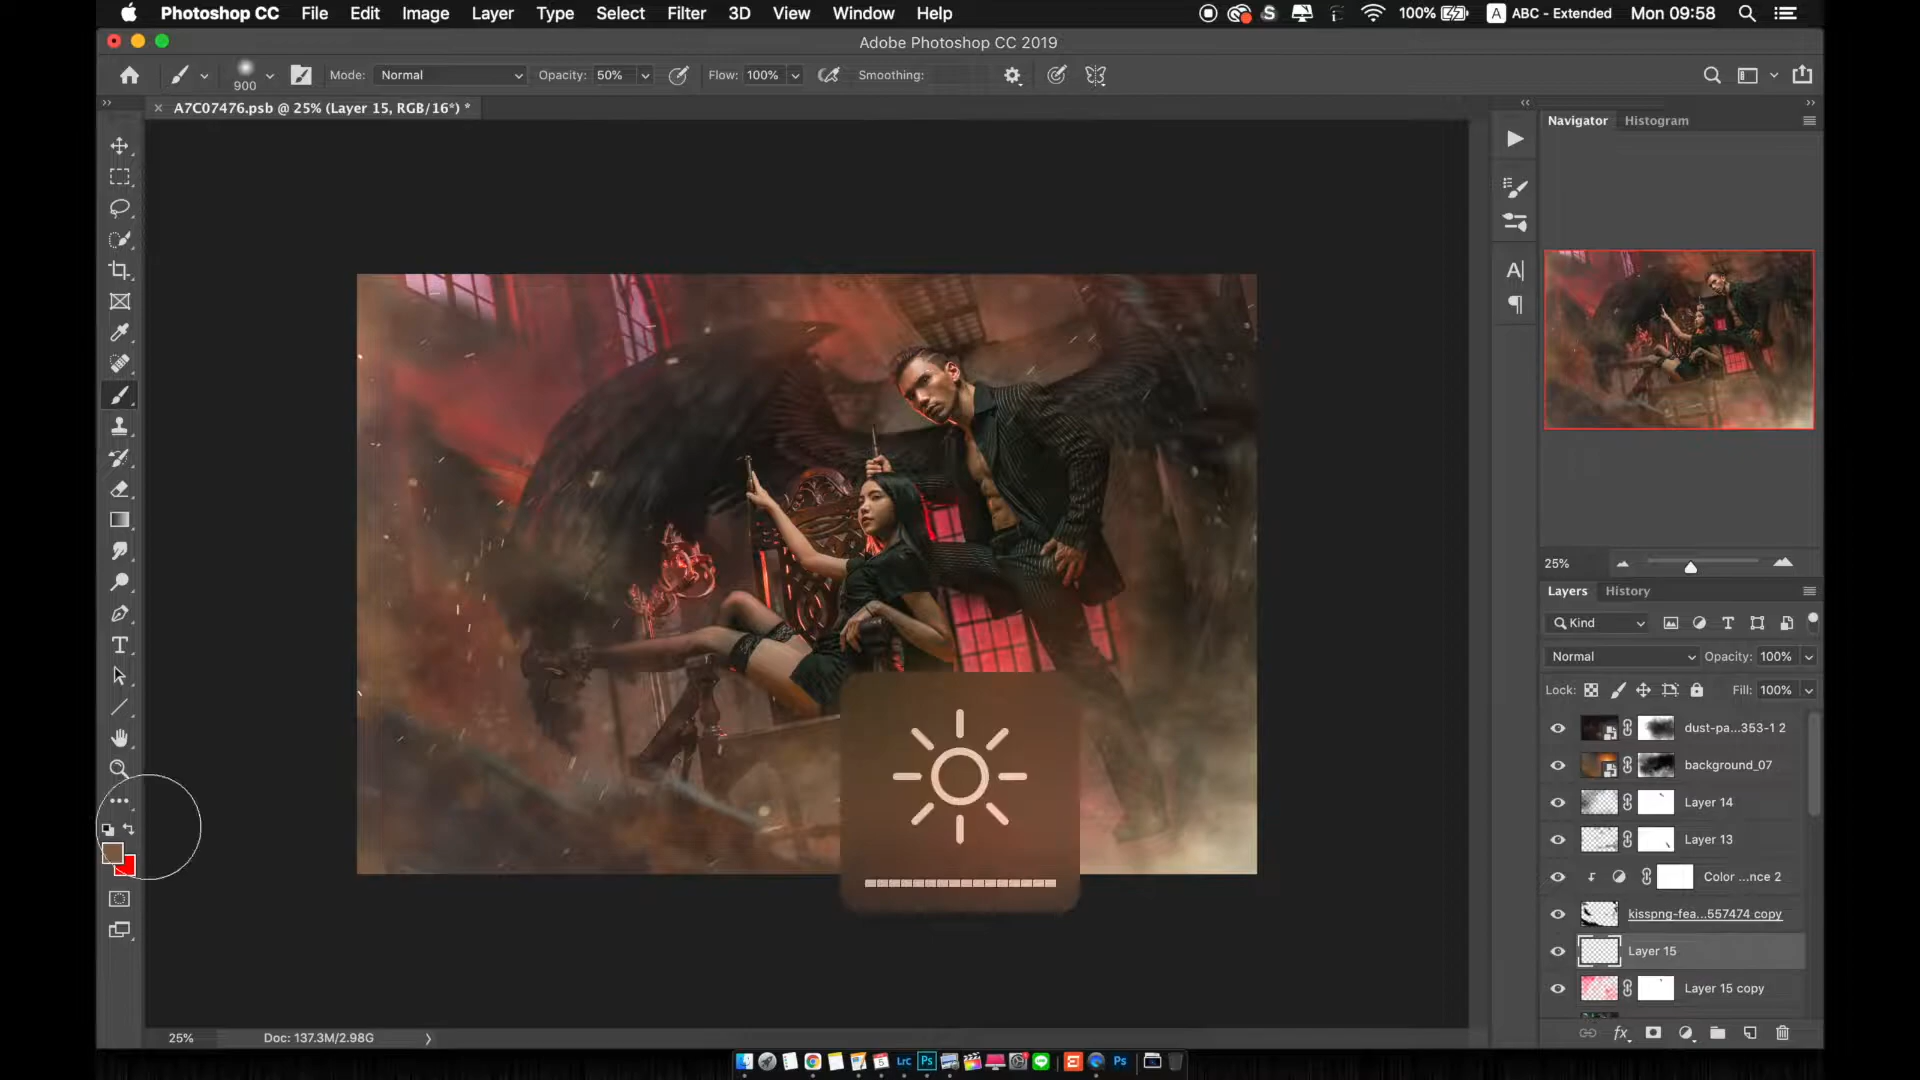 Photoshop CC File Edit Image Layer Type Select Filter 3D View Window Help 100% A ABC - Extended Mon 09:58
Adobe Photoshop CC 2019
900 Mode: Normal Opacity: 50% Flow: 100% Smoothing:
A7C07476.psb @ 25% (Layer 15, RGB/16*) *
Navigator Histogram
25%
Layers History
Kind
Normal Opacity: 100%
Lock: Fill: 100%
dust-pa...353-1 2
background_07
Layer 14
Layer 13
Color ...nce 2
kisspng-fea...557474 copy
Layer 15
Layer 15 copy
fx
25% Doc: 137.3M/2.98G
Lrc Ps Ps